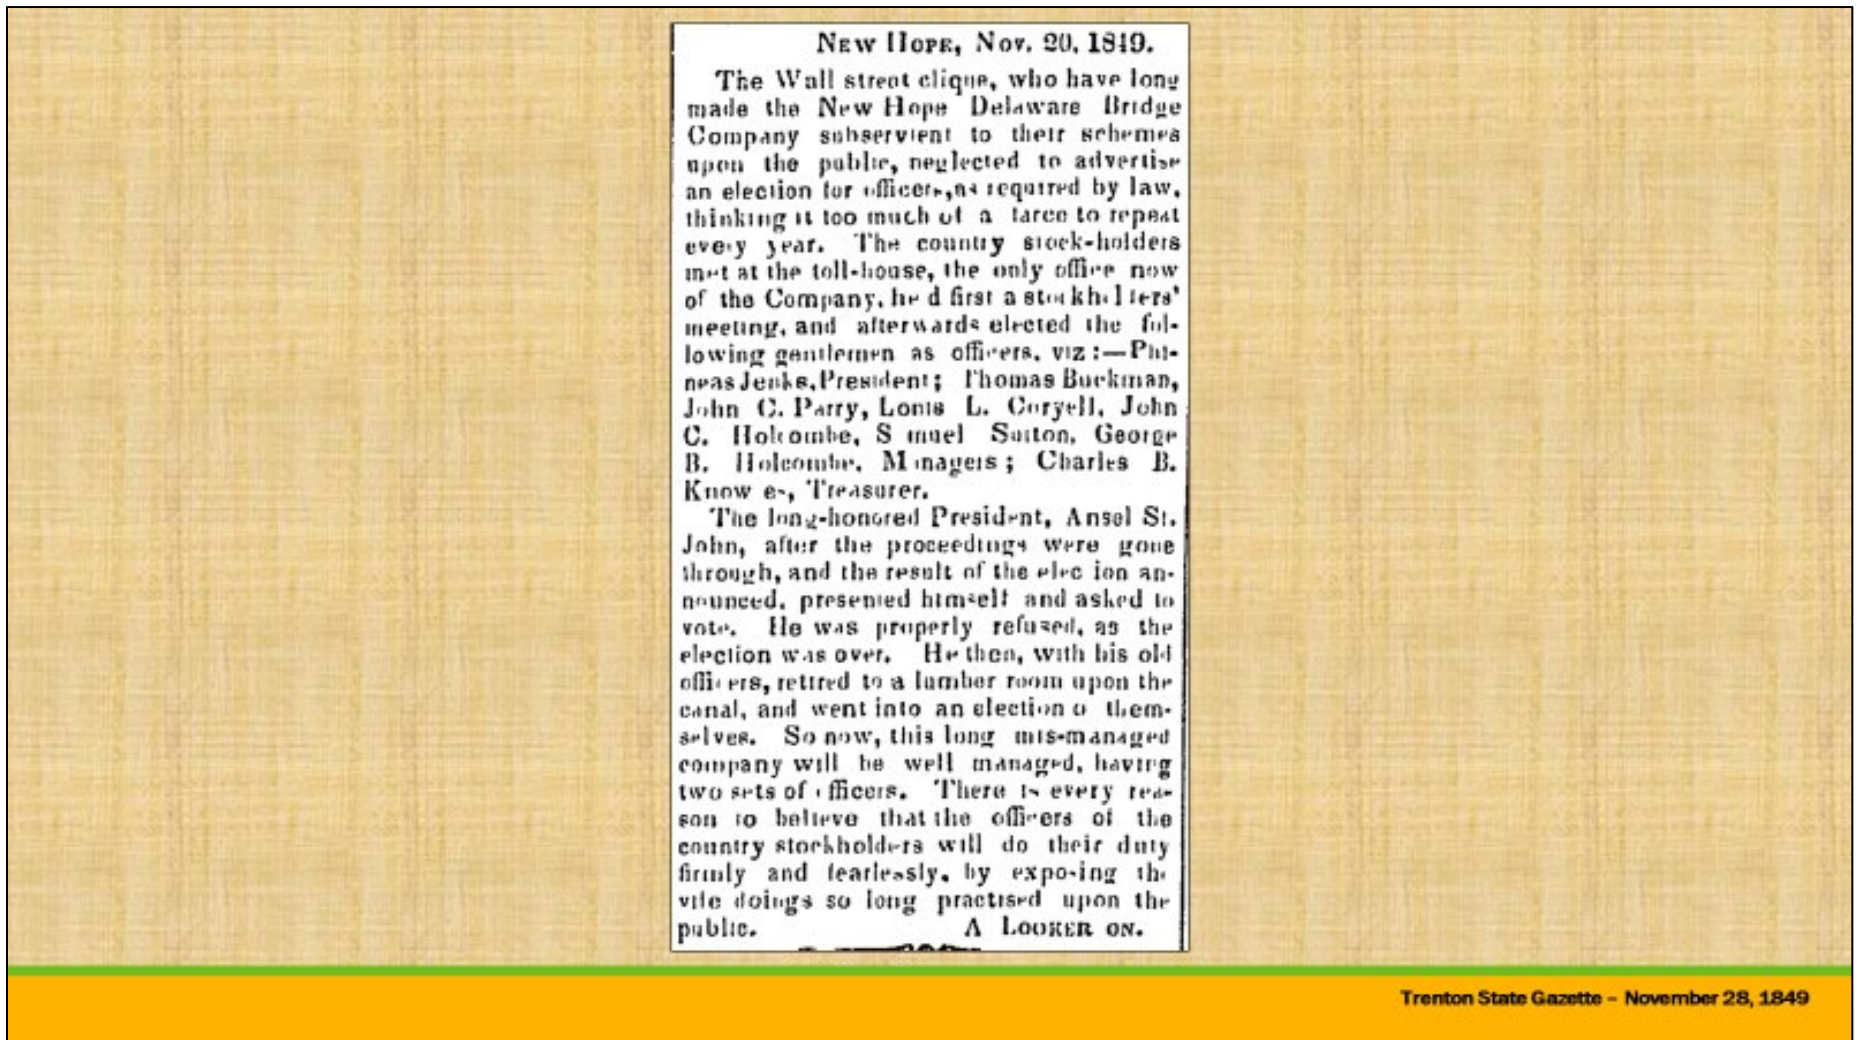 NEW HOPE, Nov. 20, 1849.
The Wall street clique, who have long
made the New Hope Delaware Bridge
Company subservient to their schemes
upon the public, neglected to advertise
an election for officers, as required by law,
thinking it too much of a farce to repeat
every year. The country stock-holders
met at the toll-house, the only office now
of the Company, he d first a stockholders'
meeting, and afterwards elected the fol-
lowing gentlemen as officers, viz:—Phi-
neas Jenks, President; Thomas Buckman,
John C. Parry, Louis L. Coryell, John
C. Holcombe, S muel Sutton, George
B. Holcombe, Managers; Charles B.
Know es, Treasurer.
The long-honored President, Ansel St.
John, after the proceedings were gone
through, and the result of the elec ion an-
nounced, presented himself and asked to
vote. He was properly refused, as the
election was over. He then, with his old
officers, retired to a lumber room upon the
canal, and went into an election o them-
selves. So now, this long mis-managed
company will be well managed, having
two sets of officers. There is every rea-
son to believe that the officers of the
country stockholders will do their duty
firmly and fearlessly, by exposing the
vile doings so long practised upon the
public. A LOOKER ON.
Trenton State Gazette – November 28, 1849